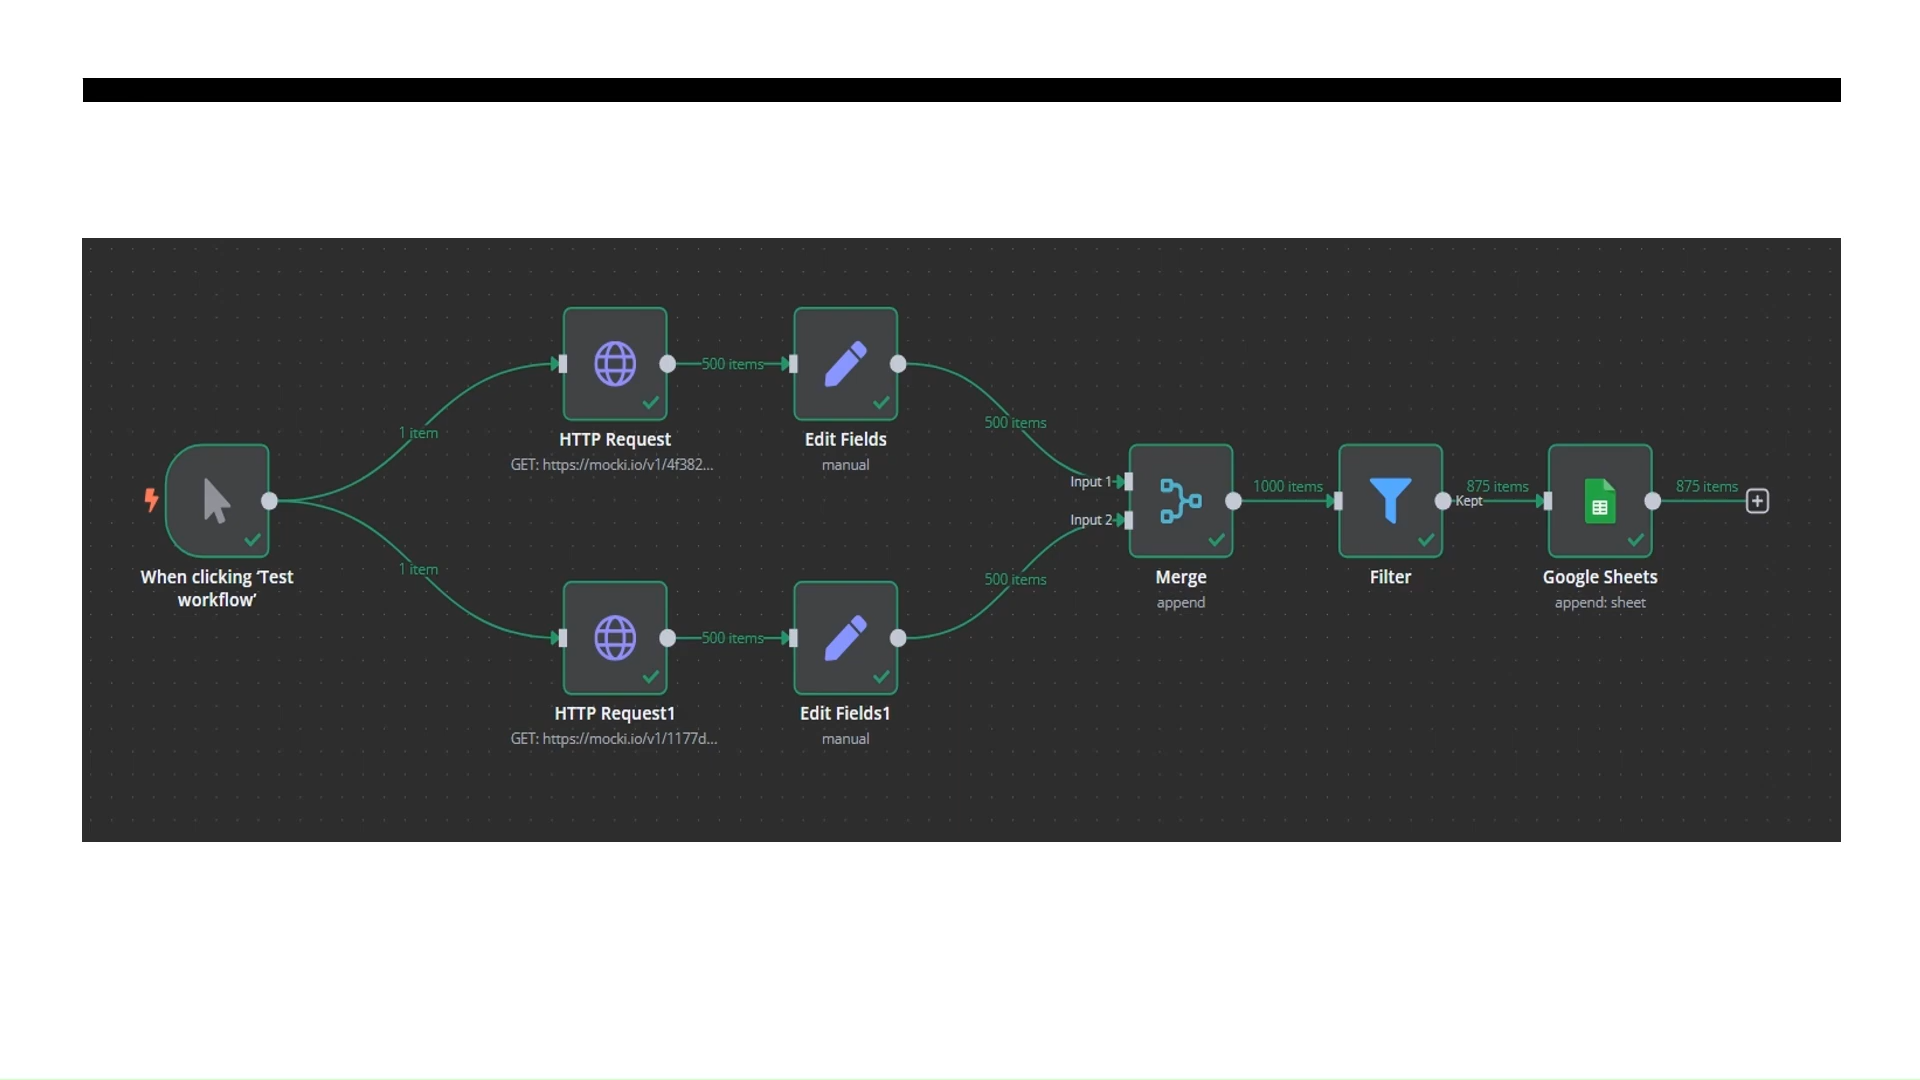 500 items
1 item
HTTP Request
GET: https://mocki.io/v1/4f382...
Edit Fields
manual
500 items
When clicking ‘Test
workflow’
1 item
500 items
HTTP Request1
GET: https://mocki.io/v1/1177d...
Edit Fields1
manual
500 items
Input 1
Input 2
Merge
append
1000 items
Filter
Kept
875 items
Google Sheets
append: sheet
875 items